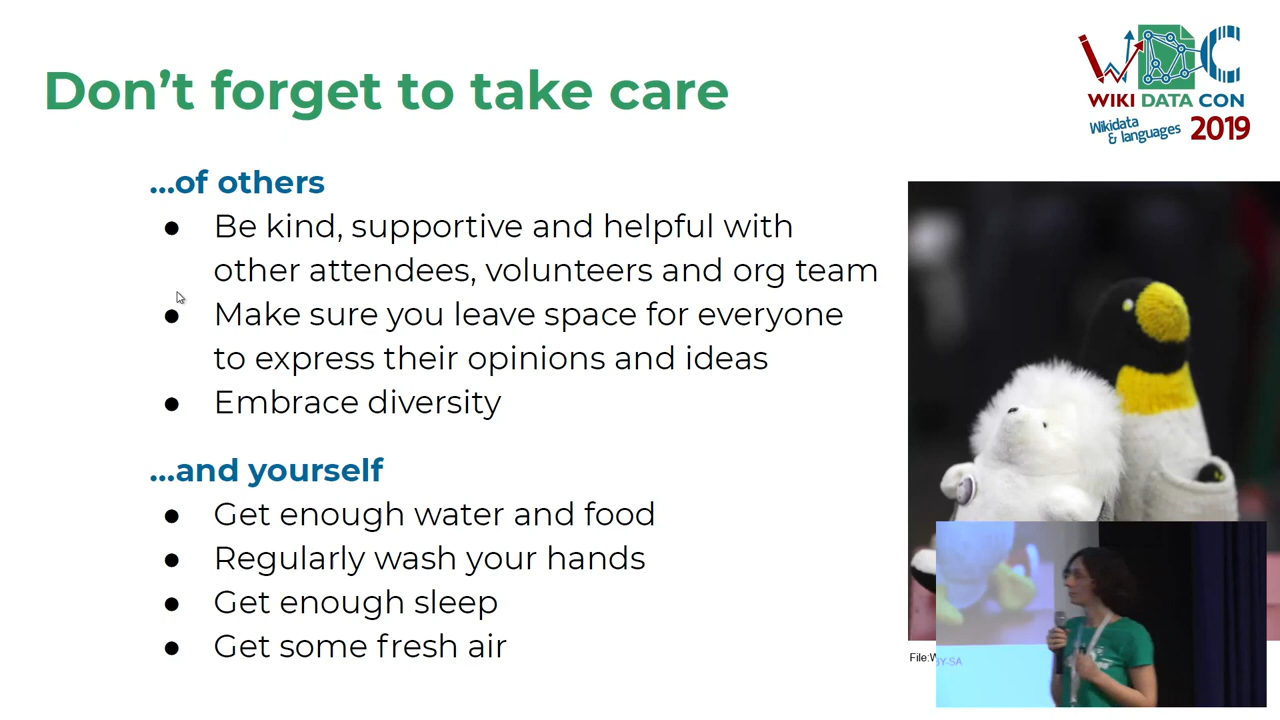 Don't forget to take care
WIKI DATA CON
Wikidata
& languages 2019
...of others
● Be kind, supportive and helpful with
other attendees, volunteers and org team
● Make sure you leave space for everyone
to express their opinions and ideas
● Embrace diversity
...and yourself
● Get enough water and food
● Regularly wash your hands
● Get enough sleep
● Get some fresh air
File:W
BY-SA